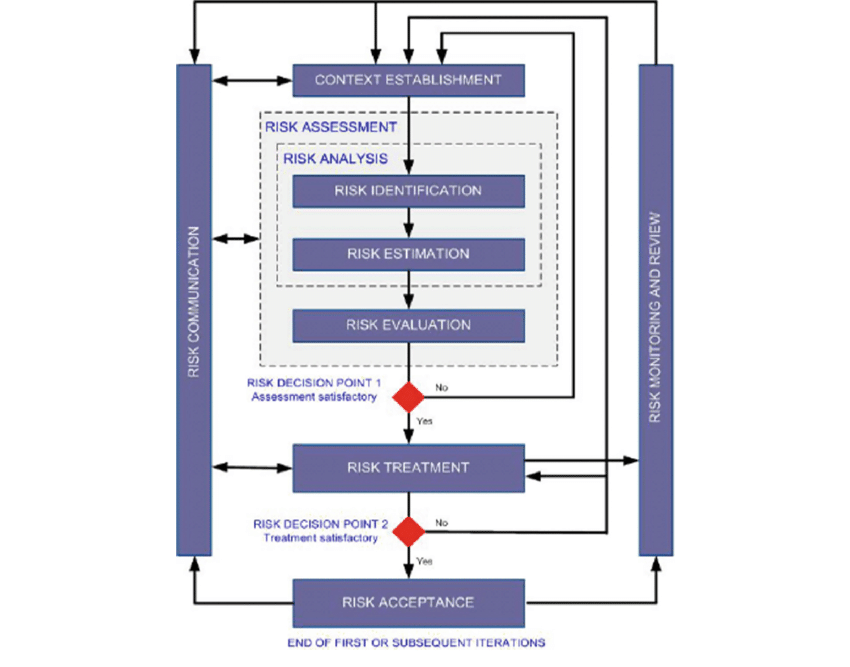 CONTEXT ESTABLISHMENT
RISK ASSESSMENT
RISK ANALYSIS
RISK IDENTIFICATION
RISK ESTIMATION
RISK EVALUATION
RISK COMMUNICATION
RISK MONITORING AND REVIEW
RISK DECISION POINT 1
Assessment satisfactory
No
Yes
RISK TREATMENT
RISK DECISION POINT 2
Treatment satisfactory
No
Yes
RISK ACCEPTANCE
END OF FIRST OR SUBSEQUENT ITERATIONS